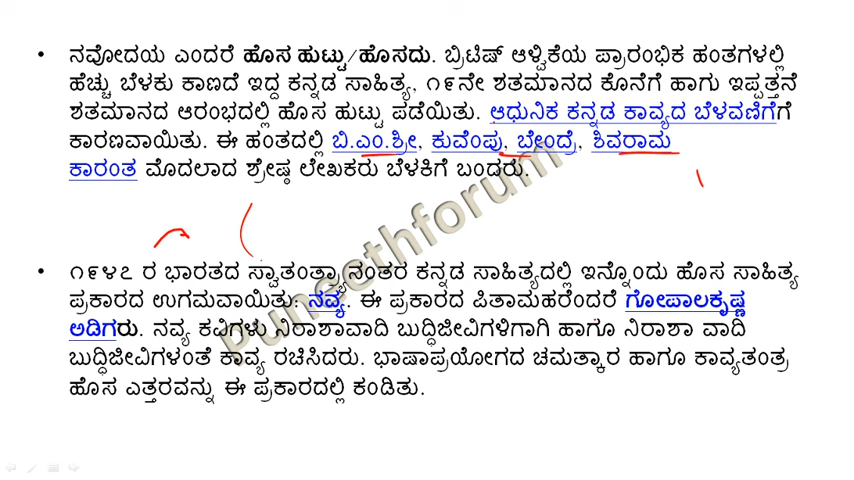 • ನವೋದಯ ಎಂದರೆ ಹೊಸ ಹುಟ್ಟು/ಹೊಸದು. ಬ್ರಿಟಿಷ್ ಆಳ್ವಿಕೆಯ ಪ್ರಾರಂಭಿಕ ಹಂತಗಳಲ್ಲಿ
ಹೆಚ್ಚು ಬೆಳಕು ಕಾಣದೆ ಇದ್ದ ಕನ್ನಡ ಸಾಹಿತ್ಯ, ೧೯ನೇ ಶತಮಾನದ ಕೊನೆಗೆ ಹಾಗು ಇಪ್ಪತ್ತನೆ
ಶತಮಾನದ ಆರಂಭದಲ್ಲಿ ಹೊಸ ಹುಟ್ಟು ಪಡೆಯಿತು. ಆಧುನಿಕ ಕನ್ನಡ ಕಾವ್ಯದ ಬೆಳವಣಿಗೆಗೆ
ಕಾರಣವಾಯಿತು. ಈ ಹಂತದಲ್ಲಿ ಬಿ.ಎಂ.ಶ್ರೀ, ಕುವೆಂಪು, ಬೇಂದ್ರೆ, ಶಿವರಾಮ
ಕಾರಂತ ಮೊದಲಾದ ಶ್ರೇಷ್ಠ ಲೇಖಕರು ಬೆಳಕಿಗೆ ಬಂದರು.
• ೧೯೪೭ ರ ಭಾರತದ ಸ್ವಾತಂತ್ರ್ಯಾನಂತರ ಕನ್ನಡ ಸಾಹಿತ್ಯದಲ್ಲಿ ಇನ್ನೊಂದು ಹೊಸ ಸಾಹಿತ್ಯ
ಪ್ರಕಾರದ ಉಗಮವಾಯಿತು: ನವ್ಯ. ಈ ಪ್ರಕಾರದ ಪಿತಾಮಹರೆಂದರೆ ಗೋಪಾಲಕೃಷ್ಣ
ಅಡಿಗರು. ನವ್ಯ ಕವಿಗಳು ನಿರಾಶಾವಾದಿ ಬುದ್ಧಿಜೀವಿಗಳಿಗಾಗಿ ಹಾಗೂ ನಿರಾಶಾ ವಾದಿ
ಬುದ್ಧಿಜೀವಿಗಳಂತೆ ಕಾವ್ಯ ರಚಿಸಿದರು. ಭಾಷಾಪ್ರಯೋಗದ ಚಮತ್ಕಾರ ಹಾಗೂ ಕಾವ್ಯತಂತ್ರ
ಹೊಸ ಎತ್ತರವನ್ನು ಈ ಪ್ರಕಾರದಲ್ಲಿ ಕಂಡಿತು.
Puneethforum